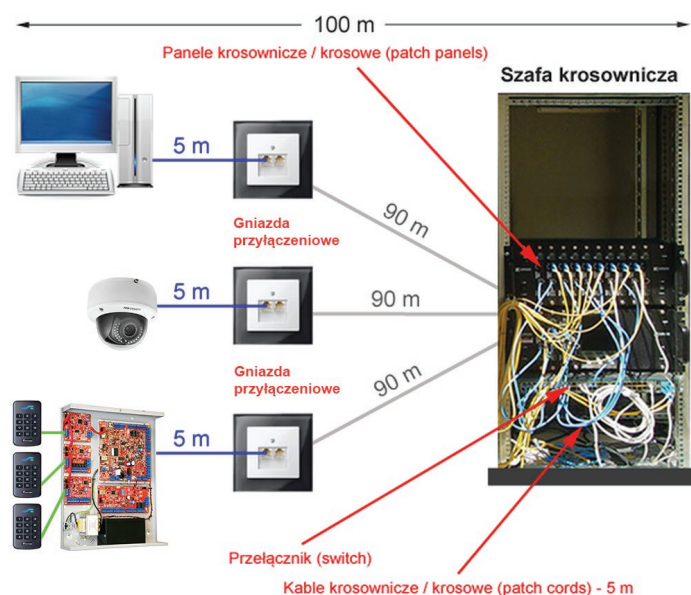 100 m
Panele krosownicze / krosowe (patch panels)
Szafa krosownicza
5 m
Gniazda
przyłączeniowe
90 m
5 m
90 m
Gniazda
przyłączeniowe
90 m
5 m
Przełącznik (switch)
Kable krosownicze / krosowe (patch cords) - 5 m